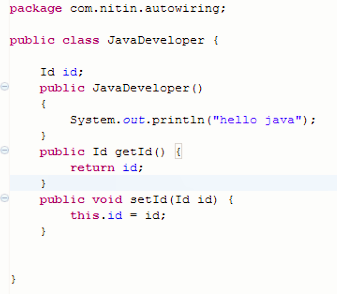 package com.nitin.autowiring;
public class JavaDeveloper {
Id id;
public JavaDeveloper()
{
System.out.println("hello java");
}
public Id getId() {
return id;
}
public void setId(Id id) {
this.id = id;
}
}